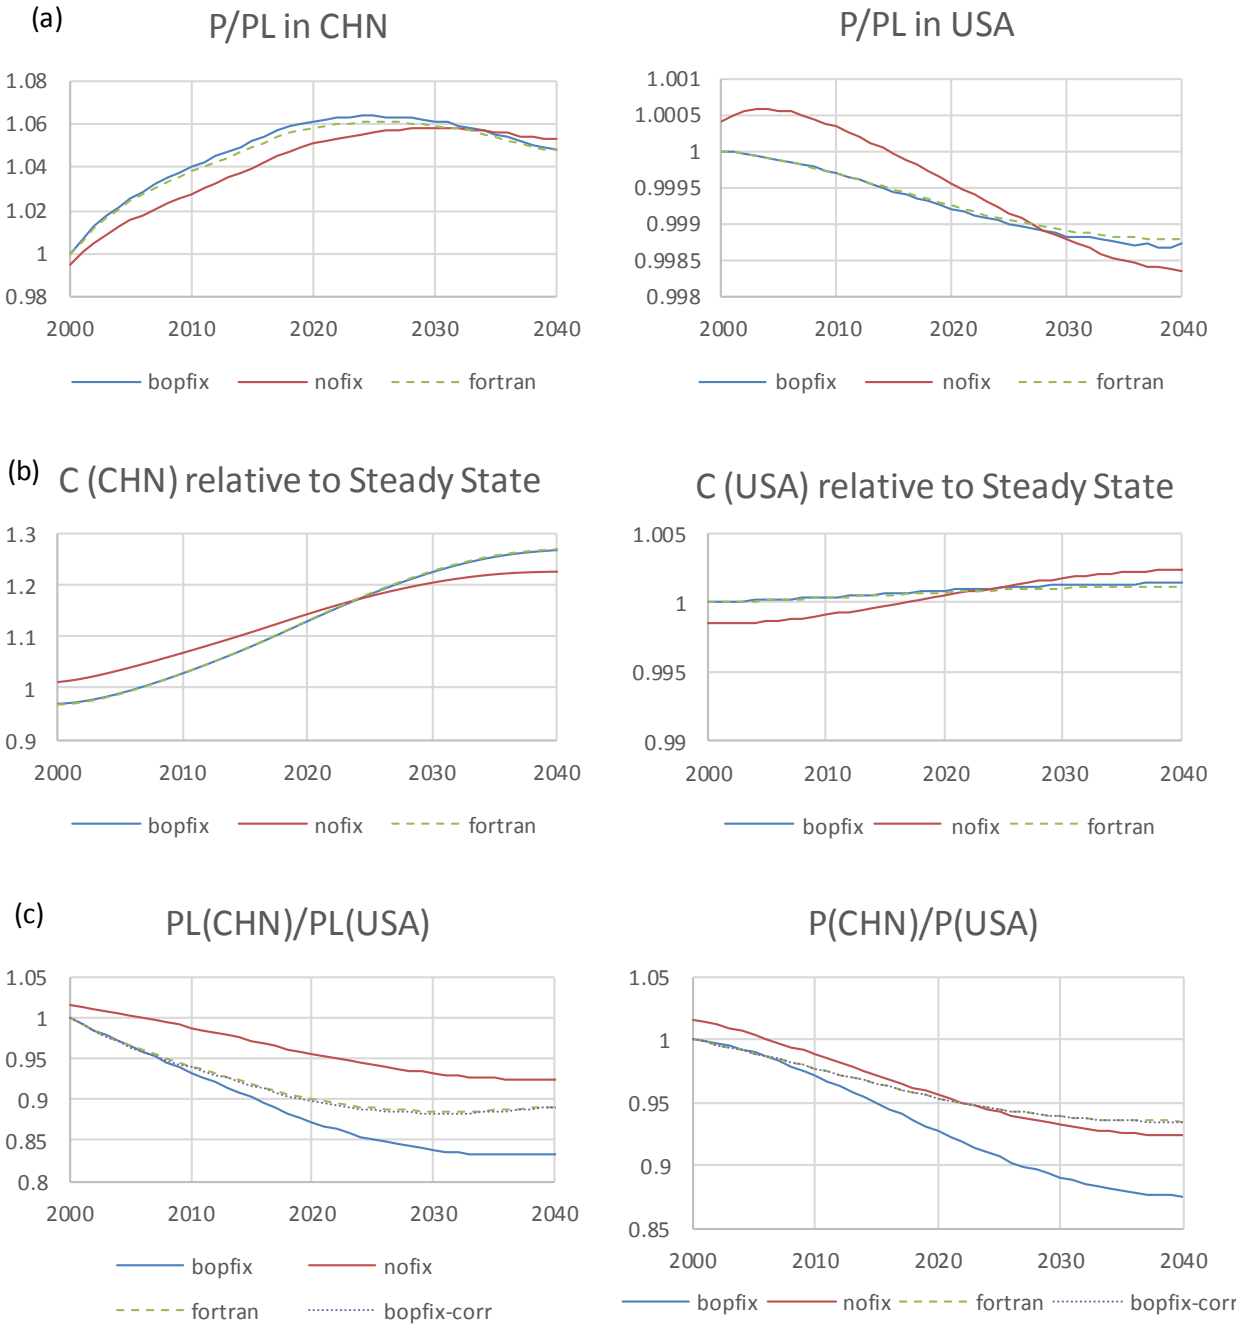 (a)
P/PL in CHN
1.08
1.06
1.04
1.02
1
0.98
2000 2010 2020 2030 2040
bopfix nofix fortran
P/PL in USA
1.001
1.0005
1
0.9995
0.999
0.9985
0.998
2000 2010 2020 2030 2040
bopfix nofix fortran
(b)
C (CHN) relative to Steady State
1.3
1.2
1.1
1
0.9
2000 2010 2020 2030 2040
bopfix nofix fortran
C (USA) relative to Steady State
1.005
1
0.995
0.99
2000 2010 2020 2030 2040
bopfix nofix fortran
(c)
PL(CHN)/PL(USA)
1.05
1
0.95
0.9
0.85
0.8
2000 2010 2020 2030 2040
bopfix nofix
fortran bopfix-corr
P(CHN)/P(USA)
1.05
1
0.95
0.9
0.85
2000 2010 2020 2030 2040
bopfix nofix fortran bopfix-corr